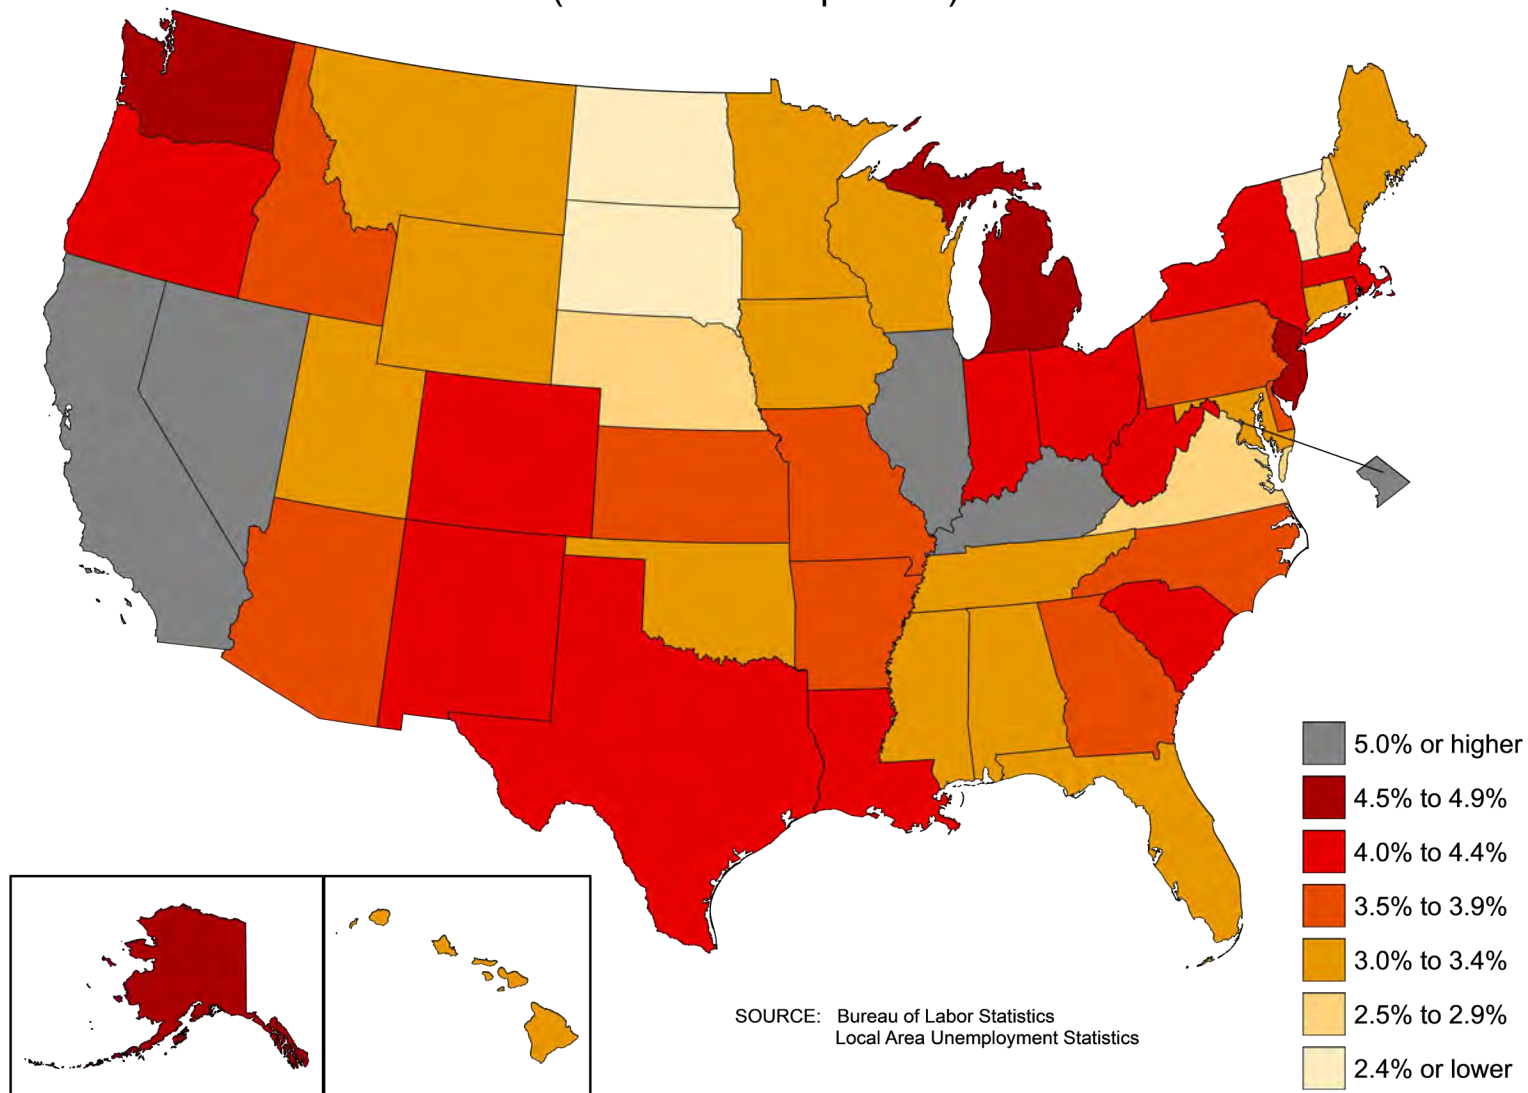 5.0% or higher
4.5% to 4.9%
4.0% to 4.4%
3.5% to 3.9%
3.0% to 3.4%
2.5% to 2.9%
2.4% or lower
SOURCE: Bureau of Labor Statistics
Local Area Unemployment Statistics